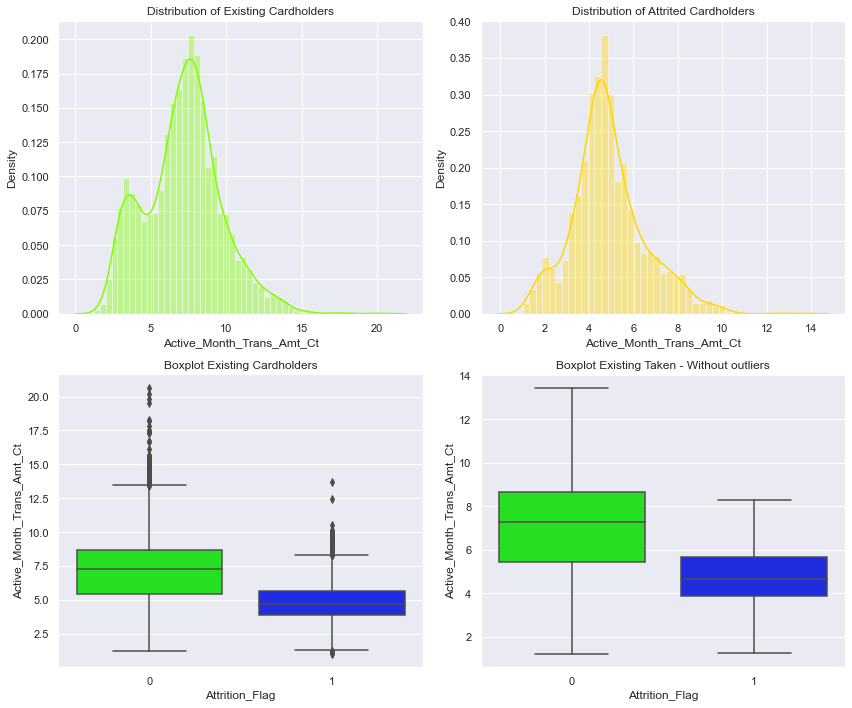 Distribution of Existing Cardholders
Density
0.200
0.175
0.150
0.125
0.100
0.075
0.050
0.025
0.000
0 5 10 15 20
Active_Month_Trans_Amt_Ct
Distribution of Attrited Cardholders
Density
0.40
0.35
0.30
0.25
0.20
0.15
0.10
0.05
0.00
0 2 4 6 8 10 12 14
Active_Month_Trans_Amt_Ct
Boxplot Existing Cardholders
Active_Month_Trans_Amt_Ct
20.0
17.5
15.0
12.5
10.0
7.5
5.0
2.5
0 1
Attrition_Flag
Boxplot Existing Taken - Without outliers
Active_Month_Trans_Amt_Ct
14
12
10
8
6
4
2
0 1
Attrition_Flag